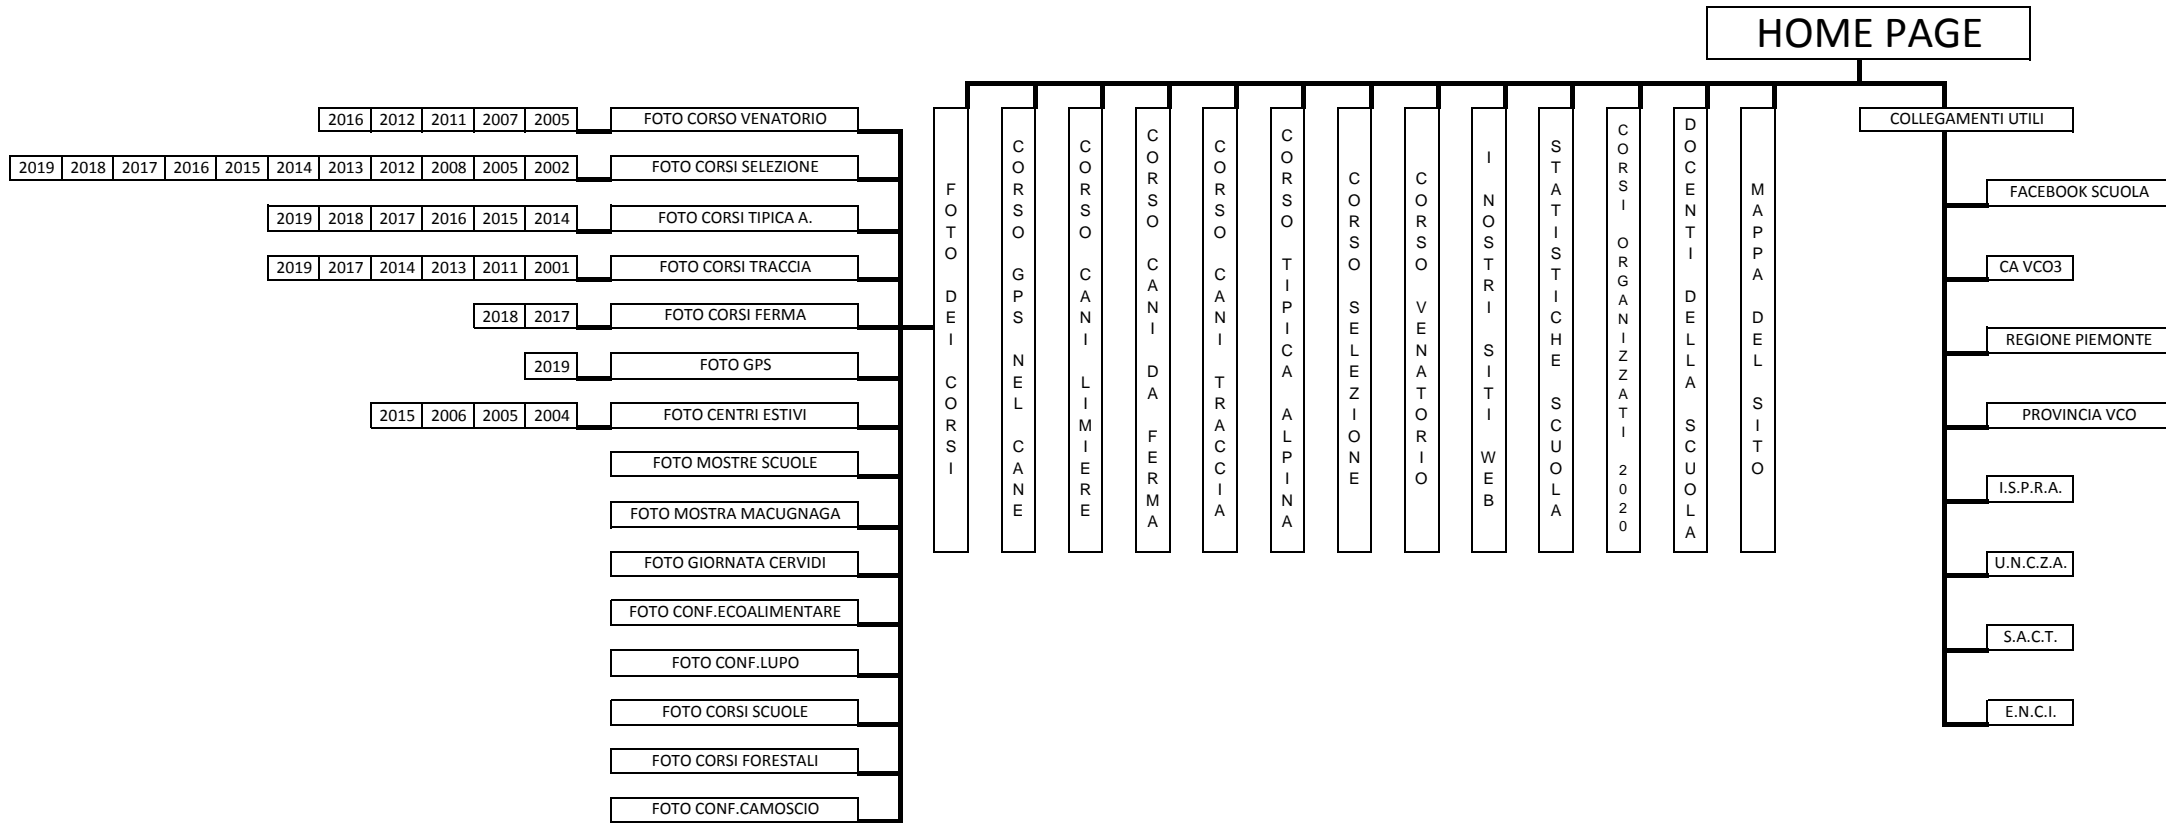 HOME PAGE
FOTO DEI CORSI
CORSO GPS NEL CANE
CORSO CANI LIMIERE
CORSO CANI DA FERMA
CORSO CANI TRACCIA
CORSO TIPICA ALPINA
CORSO SELEZIONE
CORSO VENATORIO
I NOSTRI SITI WEB
STATISTICHE SCUOLA
CORSI ORGANIZZATI 2020
DOCENTI DELLA SCUOLA
MAPPA DEL SITO
COLLEGAMENTI UTILI
2016 2012 2011 2007 2005 FOTO CORSO VENATORIO
2019 2018 2017 2016 2015 2014 2013 2012 2008 2005 2002 FOTO CORSI SELEZIONE
2019 2018 2017 2016 2015 2014 FOTO CORSI TIPICA A.
2019 2017 2014 2013 2011 2001 FOTO CORSI TRACCIA
2018 2017 FOTO CORSI FERMA
2019 FOTO GPS
2015 2006 2005 2004 FOTO CENTRI ESTIVI
FOTO MOSTRE SCUOLE
FOTO MOSTRA MACUGNAGA
FOTO GIORNATA CERVIDI
FOTO CONF.ECOALIMENTARE
FOTO CONF.LUPO
FOTO CORSI SCUOLE
FOTO CORSI FORESTALI
FOTO CONF.CAMOSCIO
FACEBOOK SCUOLA
CA VCO3
REGIONE PIEMONTE
PROVINCIA VCO
I.S.P.R.A.
U.N.C.Z.A.
S.A.C.T.
E.N.C.I.